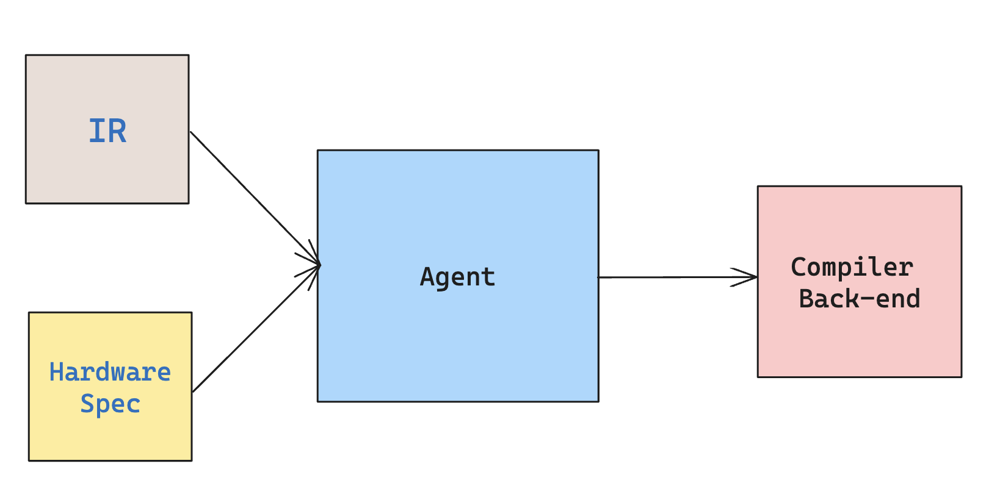 IR
Hardware
Spec
Agent
Compiler
Back-end